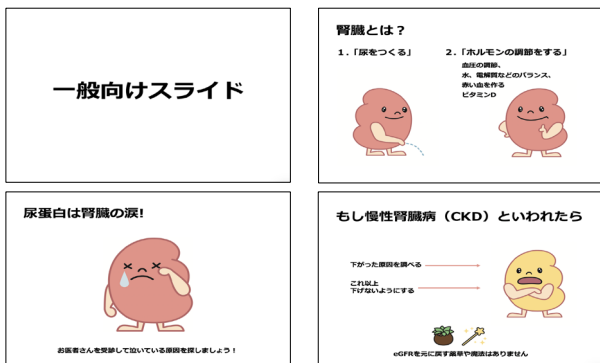 一般向けスライド
腎臓とは?
1.「尿をつくる」
2.「ホルモンの調節をする」
血圧の調節、
水、電解質などのバランス、
赤い血を作る
ビタミンD
尿蛋白は腎臓の涙!
お医者さんを受診して泣いている原因を探しましょう!
もし慢性腎臓病(CKD)といわれたら
下がった原因を調べる
これ以上
下げないようにする
eGFRを元に戻す薬草や魔法はありません